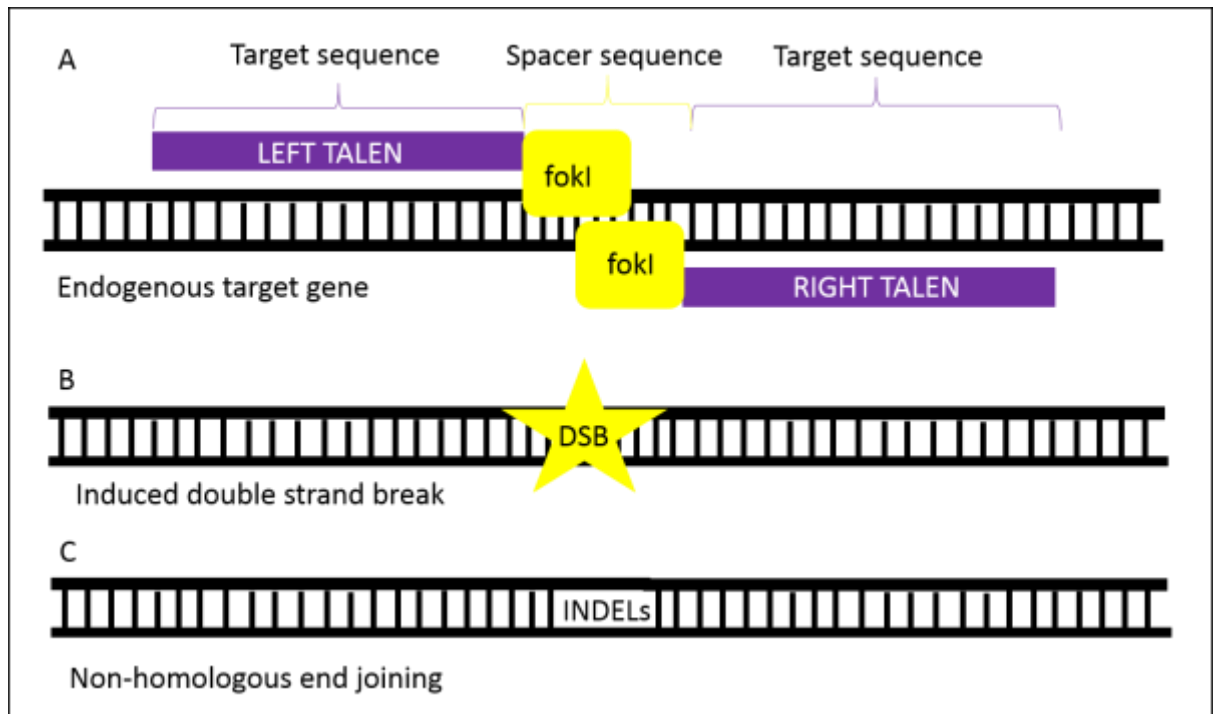 A
Target sequence Spacer sequence Target sequence
LEFT TALEN
fokI
fokI
Endogenous target gene
RIGHT TALEN
B
DSB
Induced double strand break
C
INDELs
Non-homologous end joining